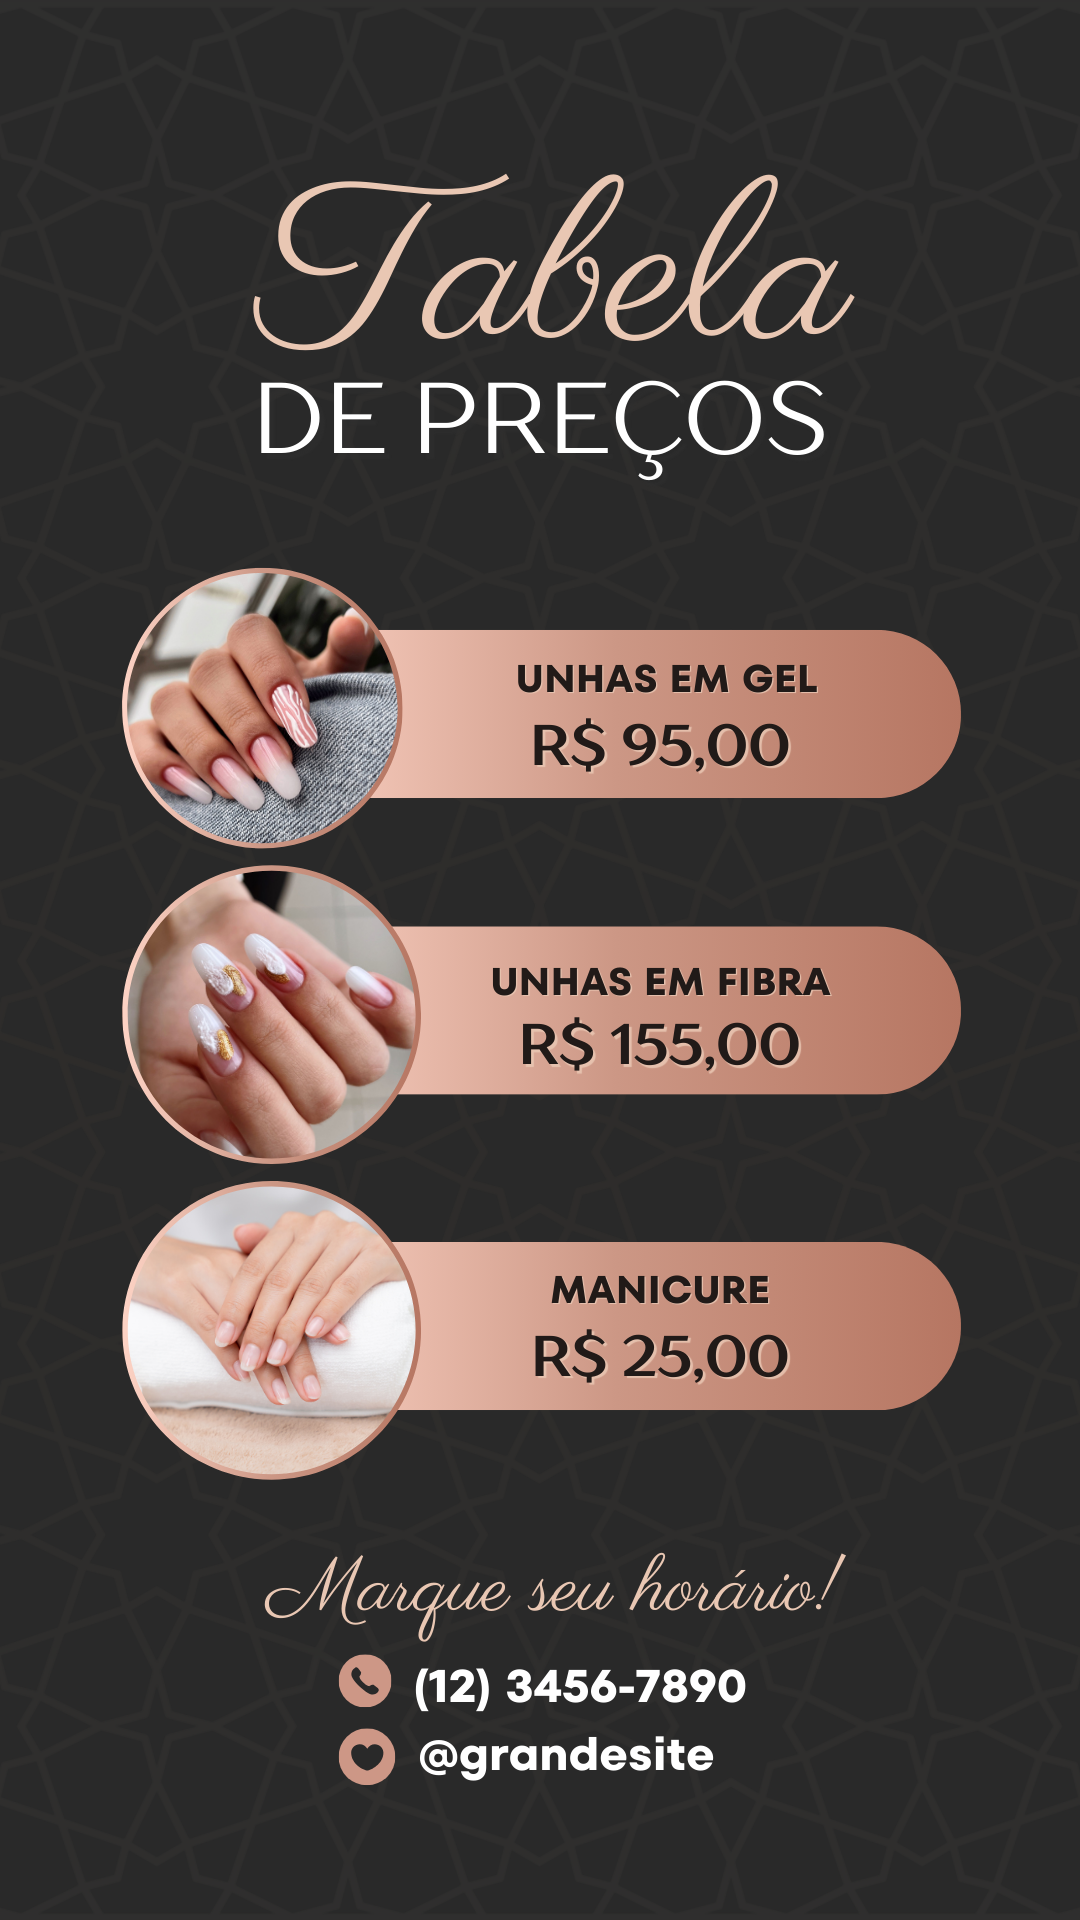 Tabela
DE PREÇOS
UNHAS EM GEL
R$ 95,00
UNHAS EM FIBRA
R$ 155,00
MANICURE
R$ 25,00
Marque seu horário!
(12) 3456-7890
@grandesite